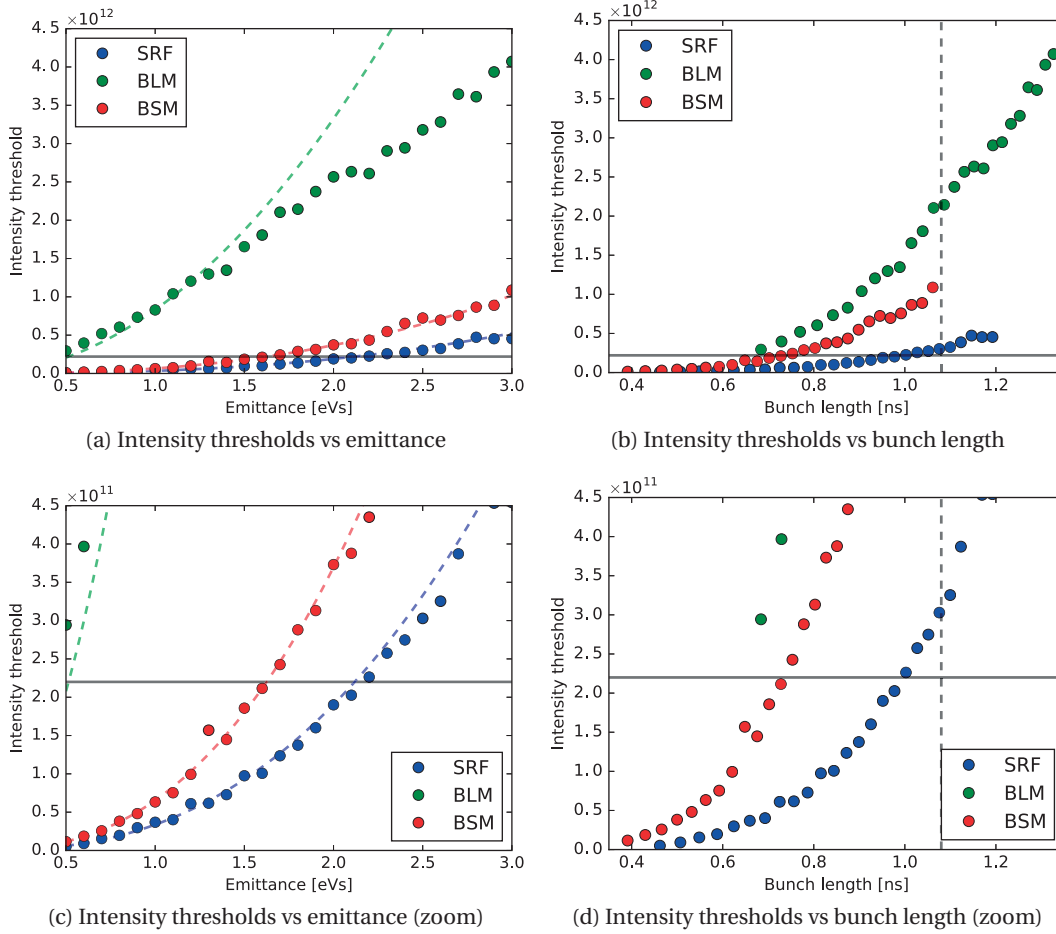 ×10¹²
4.5
4.0
3.5
3.0
2.5
2.0
1.5
1.0
0.5
0.0
Intensity threshold
SRF
BLM
BSM
0.5 1.0 1.5 2.0 2.5 3.0
Emittance [eVs]
(a) Intensity thresholds vs emittance
×10¹²
4.5
4.0
3.5
3.0
2.5
2.0
1.5
1.0
0.5
0.0
Intensity threshold
SRF
BLM
BSM
0.4 0.6 0.8 1.0 1.2
Bunch length [ns]
(b) Intensity thresholds vs bunch length
×10¹¹
4.5
4.0
3.5
3.0
2.5
2.0
1.5
1.0
0.5
0.0
Intensity threshold
SRF
BLM
BSM
0.5 1.0 1.5 2.0 2.5 3.0
Emittance [eVs]
(c) Intensity thresholds vs emittance (zoom)
×10¹¹
4.5
4.0
3.5
3.0
2.5
2.0
1.5
1.0
0.5
0.0
Intensity threshold
SRF
BLM
BSM
0.4 0.6 0.8 1.0 1.2
Bunch length [ns]
(d) Intensity thresholds vs bunch length (zoom)